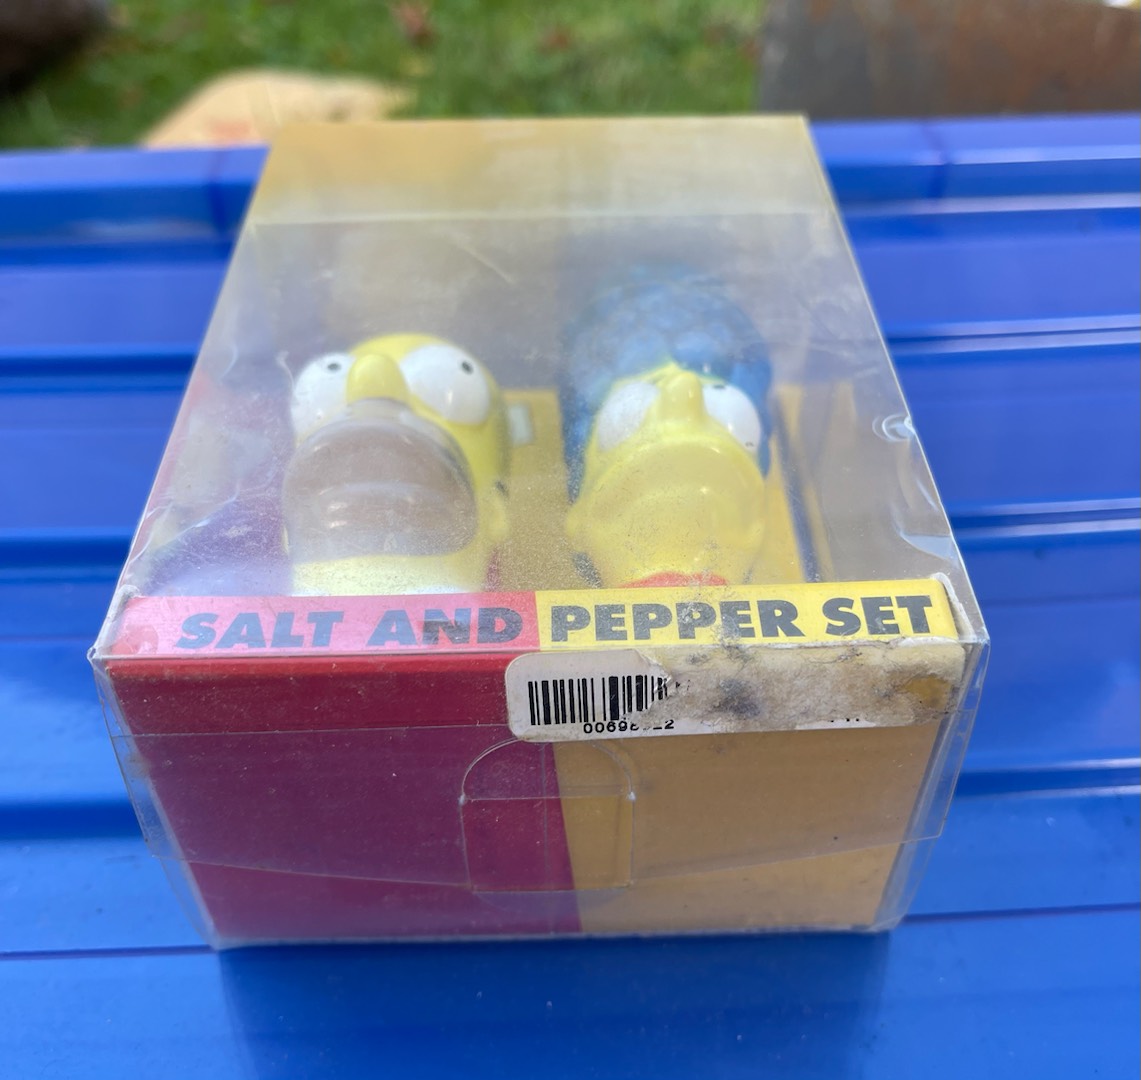 SALT AND PEPPER SET